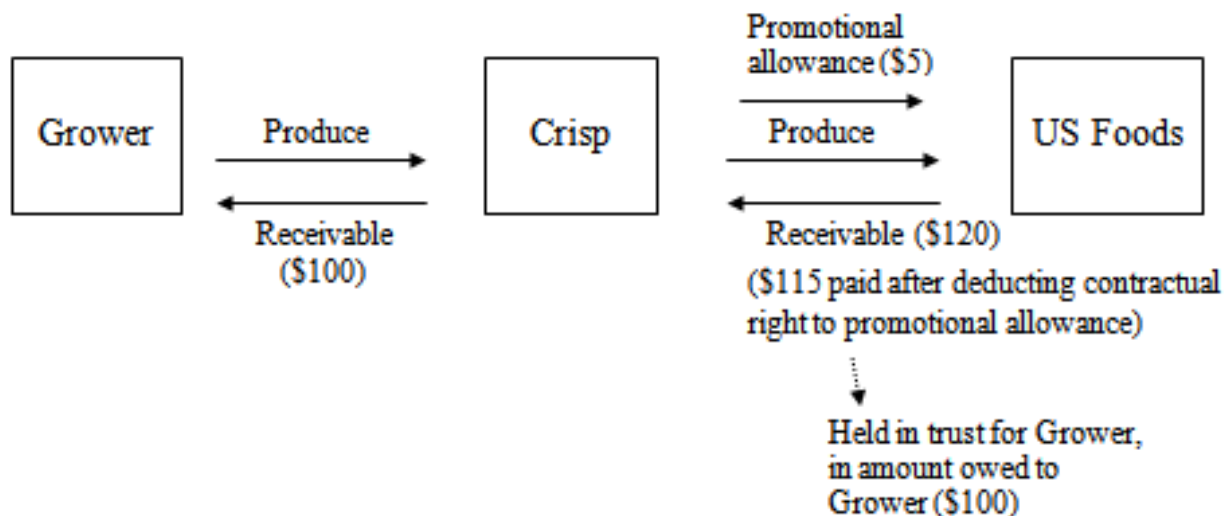 Promotional
allowance ($5)
Grower
Produce
Crisp
Produce
US Foods
Receivable
($100)
Receivable ($120)
($115 paid after deducting contractual
right to promotional allowance)
Held in trust for Grower,
in amount owed to
Grower ($100)